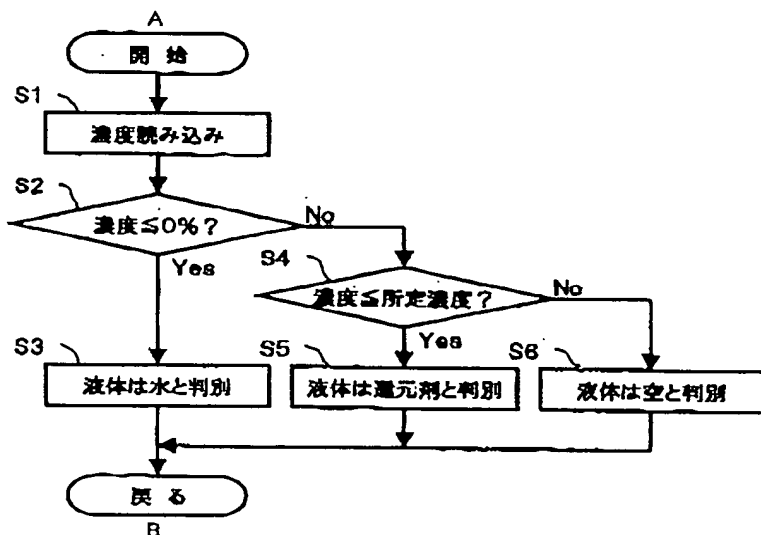 A
開始
S1
濃度読み込み
S2
濃度≦0%?
No
Yes
S4
濃度≦所定濃度?
No
Yes
S3
液体は水と判別
S5
液体は還元剤と判別
S6
液体は空と判別
戻る
B